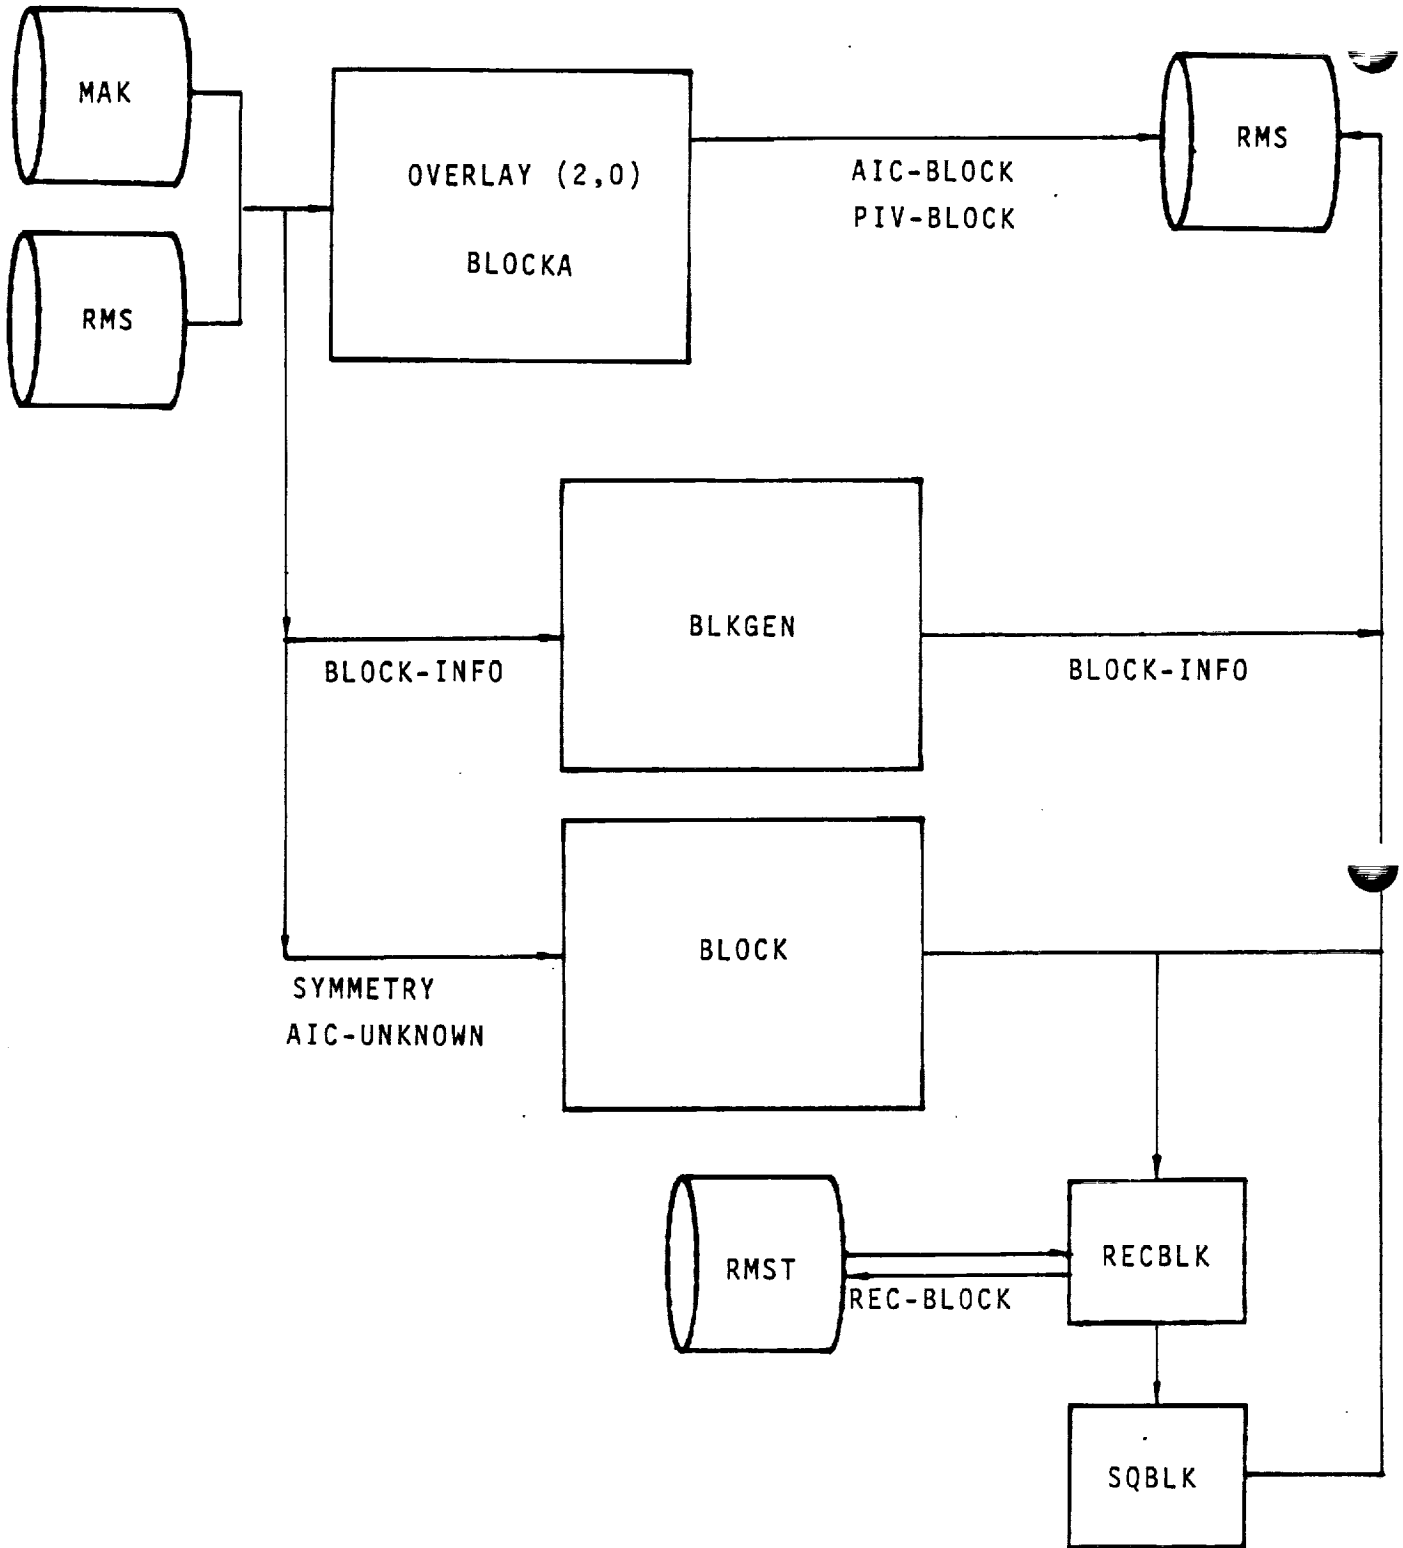 MAK
RMS
OVERLAY (2,0)
BLOCKA
AIC-BLOCK
PIV-BLOCK
RMS
BLKGEN
BLOCK-INFO
BLOCK-INFO
BLOCK
SYMMETRY
AIC-UNKNOWN
RMST
REC-BLOCK
RECBLK
SQBLK